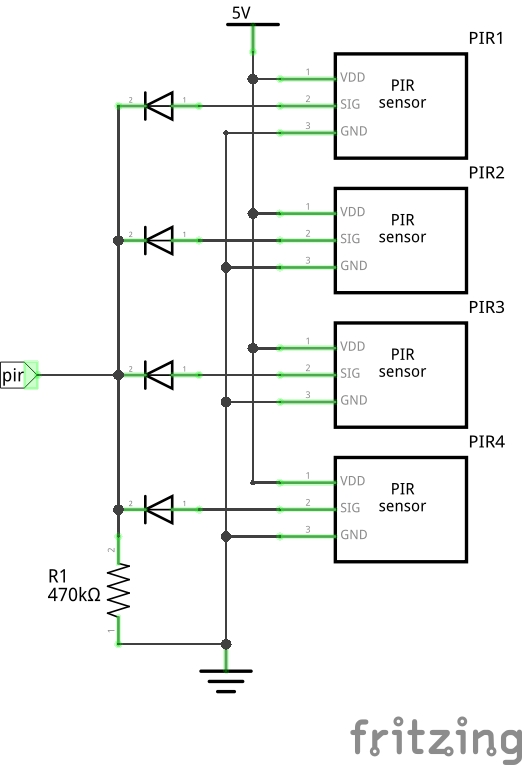 5V
PIR1
1 VDD
PIR
sensor
2 1 2 SIG
3 GND
PIR2
1 VDD
PIR
sensor
2 1 2 SIG
3 GND
PIR3
1 VDD
PIR
sensor
pir 2 1 2 SIG
3 GND
PIR4
1 VDD
PIR
sensor
2 1 2 SIG
3 GND
2
R1
470kΩ
1
fritzing